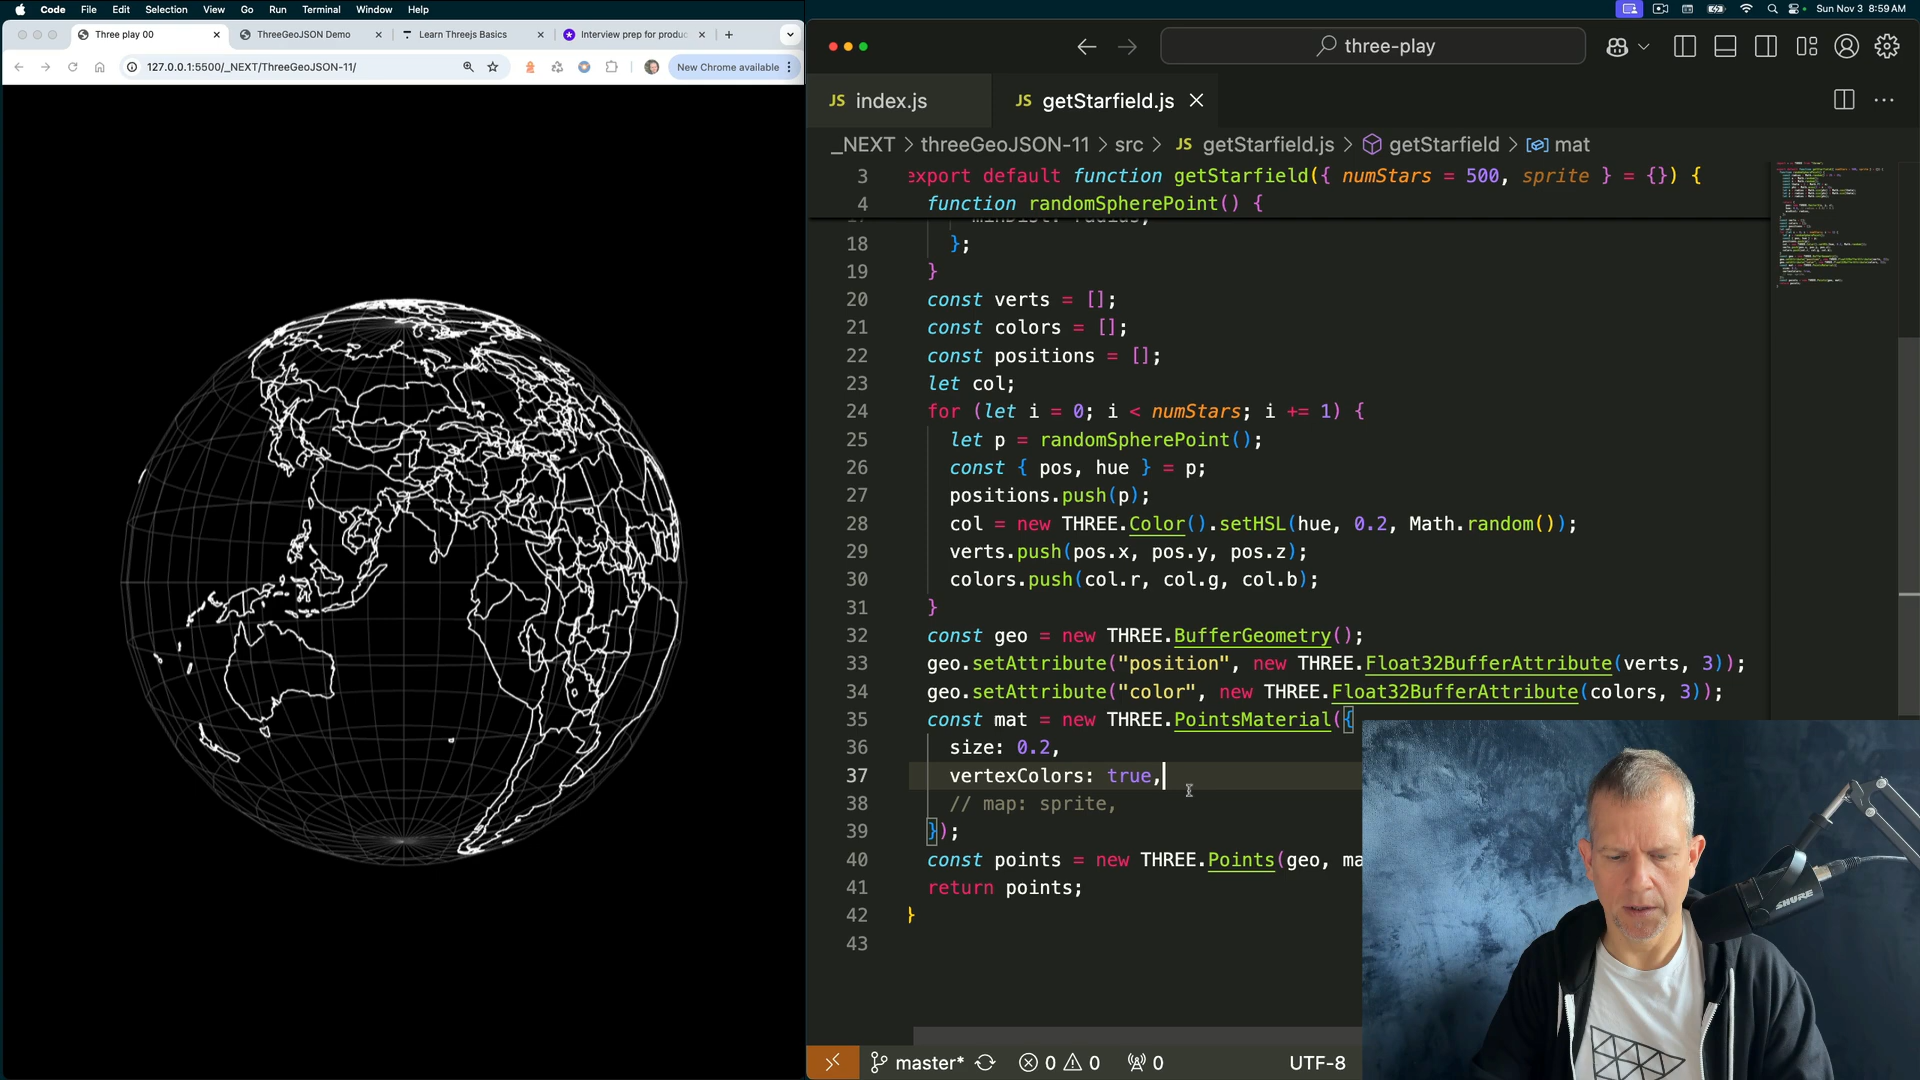 Code File Edit Selection View Go Run Terminal Window Help
Sun Nov 3 8:59 AM
Three play 00
ThreeGeoJSON Demo
Learn Threejs Basics
Interview prep for produc
127.0.0.1:5500/_NEXT/ThreeGeoJSON-11/
New Chrome available
three-play
JS index.js
JS getStarfield.js
_NEXT > threeGeoJSON-11 > src > JS getStarfield.js > getStarfield > mat
3 export default function getStarfield({ numStars = 500, sprite } = {}) {
4 function randomSpherePoint() {
17 minDist: radius,
18 };
19 }
20 const verts = [];
21 const colors = [];
22 const positions = [];
23 let col;
24 for (let i = 0; i < numStars; i += 1) {
25 let p = randomSpherePoint();
26 const { pos, hue } = p;
27 positions.push(p);
28 col = new THREE.Color().setHSL(hue, 0.2, Math.random());
29 verts.push(pos.x, pos.y, pos.z);
30 colors.push(col.r, col.g, col.b);
31 }
32 const geo = new THREE.BufferGeometry();
33 geo.setAttribute("position", new THREE.Float32BufferAttribute(verts, 3));
34 geo.setAttribute("color", new THREE.Float32BufferAttribute(colors, 3));
35 const mat = new THREE.PointsMaterial({
36 size: 0.2,
37 vertexColors: true,
38 // map: sprite,
39 });
40 const points = new THREE.Points(geo, ma
41 return points;
42 }
43
master* 0 0 0 UTF-8
SHURE